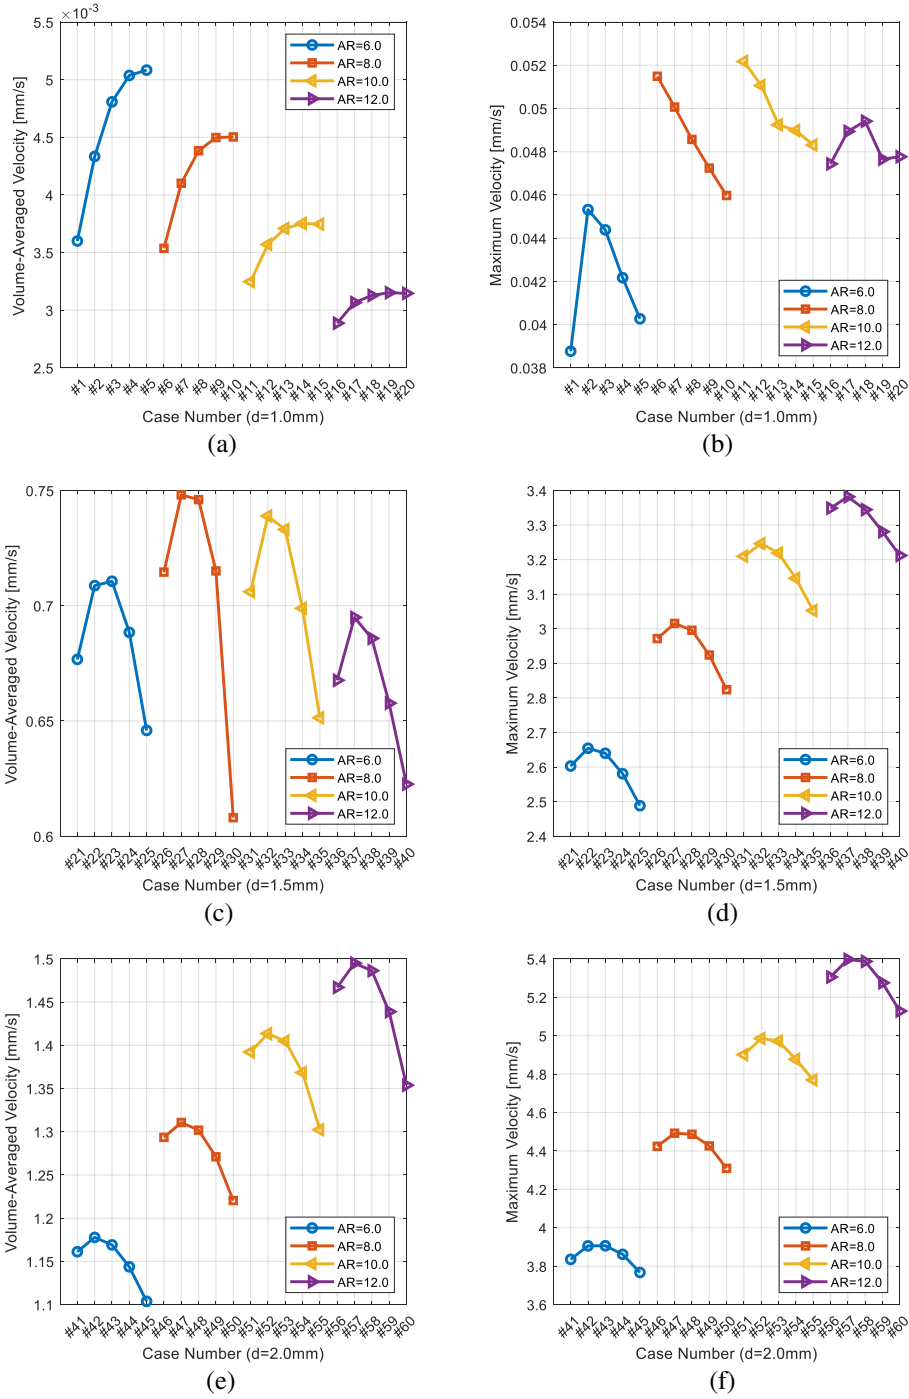 ×10⁻³
5.5
5
4.5
4
3.5
3
2.5
Volume-Averaged Velocity [mm/s]
AR=6.0
AR=8.0
AR=10.0
AR=12.0
#1 #2 #3 #4 #5 #6 #7 #8 #9 #10 #11 #12 #13 #14 #15 #16 #17 #18 #19 #20
Case Number (d=1.0mm)
(a)
0.054
0.052
0.05
0.048
0.046
0.044
0.042
0.04
0.038
Maximum Velocity [mm/s]
AR=6.0
AR=8.0
AR=10.0
AR=12.0
#1 #2 #3 #4 #5 #6 #7 #8 #9 #10 #11 #12 #13 #14 #15 #16 #17 #18 #19 #20
Case Number (d=1.0mm)
(b)
0.75
0.7
0.65
0.6
Volume-Averaged Velocity [mm/s]
AR=6.0
AR=8.0
AR=10.0
AR=12.0
#21 #22 #23 #24 #25 #26 #27 #28 #29 #30 #31 #32 #33 #34 #35 #36 #37 #38 #39 #40
Case Number (d=1.5mm)
(c)
3.4
3.3
3.2
3.1
3
2.9
2.8
2.7
2.6
2.5
2.4
Maximum Velocity [mm/s]
AR=6.0
AR=8.0
AR=10.0
AR=12.0
#21 #22 #23 #24 #25 #26 #27 #28 #29 #30 #31 #32 #33 #34 #35 #36 #37 #38 #39 #40
Case Number (d=1.5mm)
(d)
1.5
1.45
1.4
1.35
1.3
1.25
1.2
1.15
1.1
Volume-Averaged Velocity [mm/s]
AR=6.0
AR=8.0
AR=10.0
AR=12.0
#41 #42 #43 #44 #45 #46 #47 #48 #49 #50 #51 #52 #53 #54 #55 #56 #57 #58 #59 #60
Case Number (d=2.0mm)
(e)
5.4
5.2
5
4.8
4.6
4.4
4.2
4
3.8
3.6
Maximum Velocity [mm/s]
AR=6.0
AR=8.0
AR=10.0
AR=12.0
#41 #42 #43 #44 #45 #46 #47 #48 #49 #50 #51 #52 #53 #54 #55 #56 #57 #58 #59 #60
Case Number (d=2.0mm)
(f)